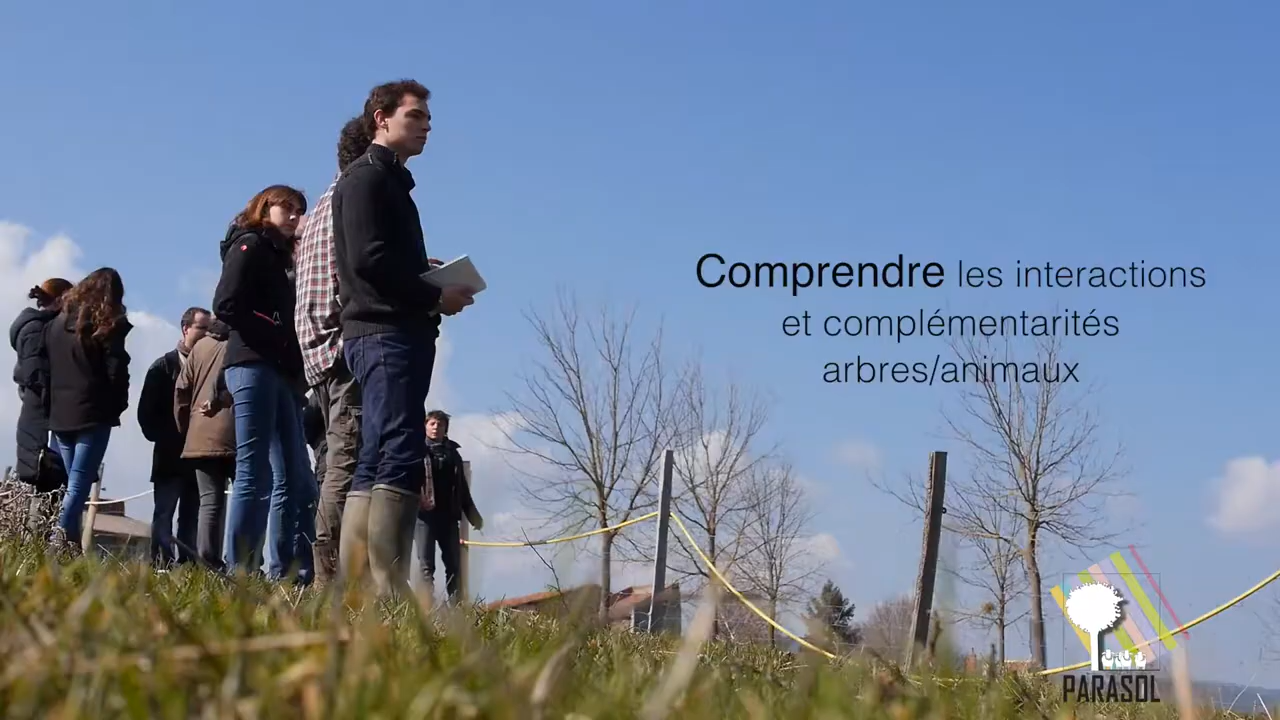 Comprendre les interactions
et complémentarités
arbres/animaux
PARASOL